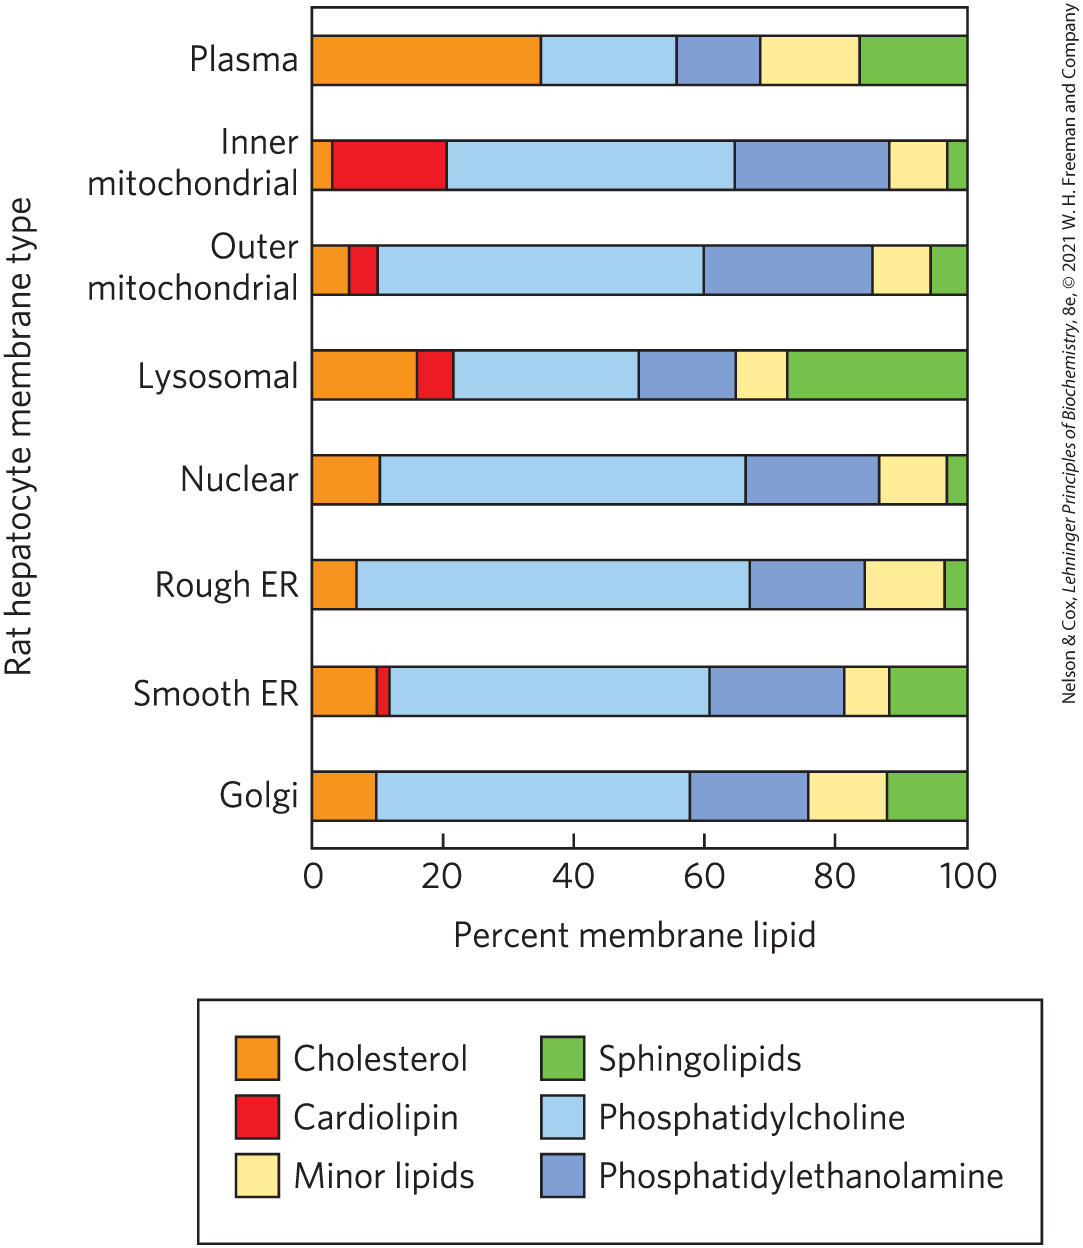 Plasma
Inner
mitochondrial
Outer
mitochondrial
Lysosomal
Nuclear
Rough ER
Smooth ER
Golgi
Rat hepatocyte membrane type
0 20 40 60 80 100
Percent membrane lipid
Cholesterol
Cardiolipin
Minor lipids
Sphingolipids
Phosphatidylcholine
Phosphatidylethanolamine
Nelson & Cox, Lehninger Principles of Biochemistry, 8e, © 2021 W. H. Freeman and Company